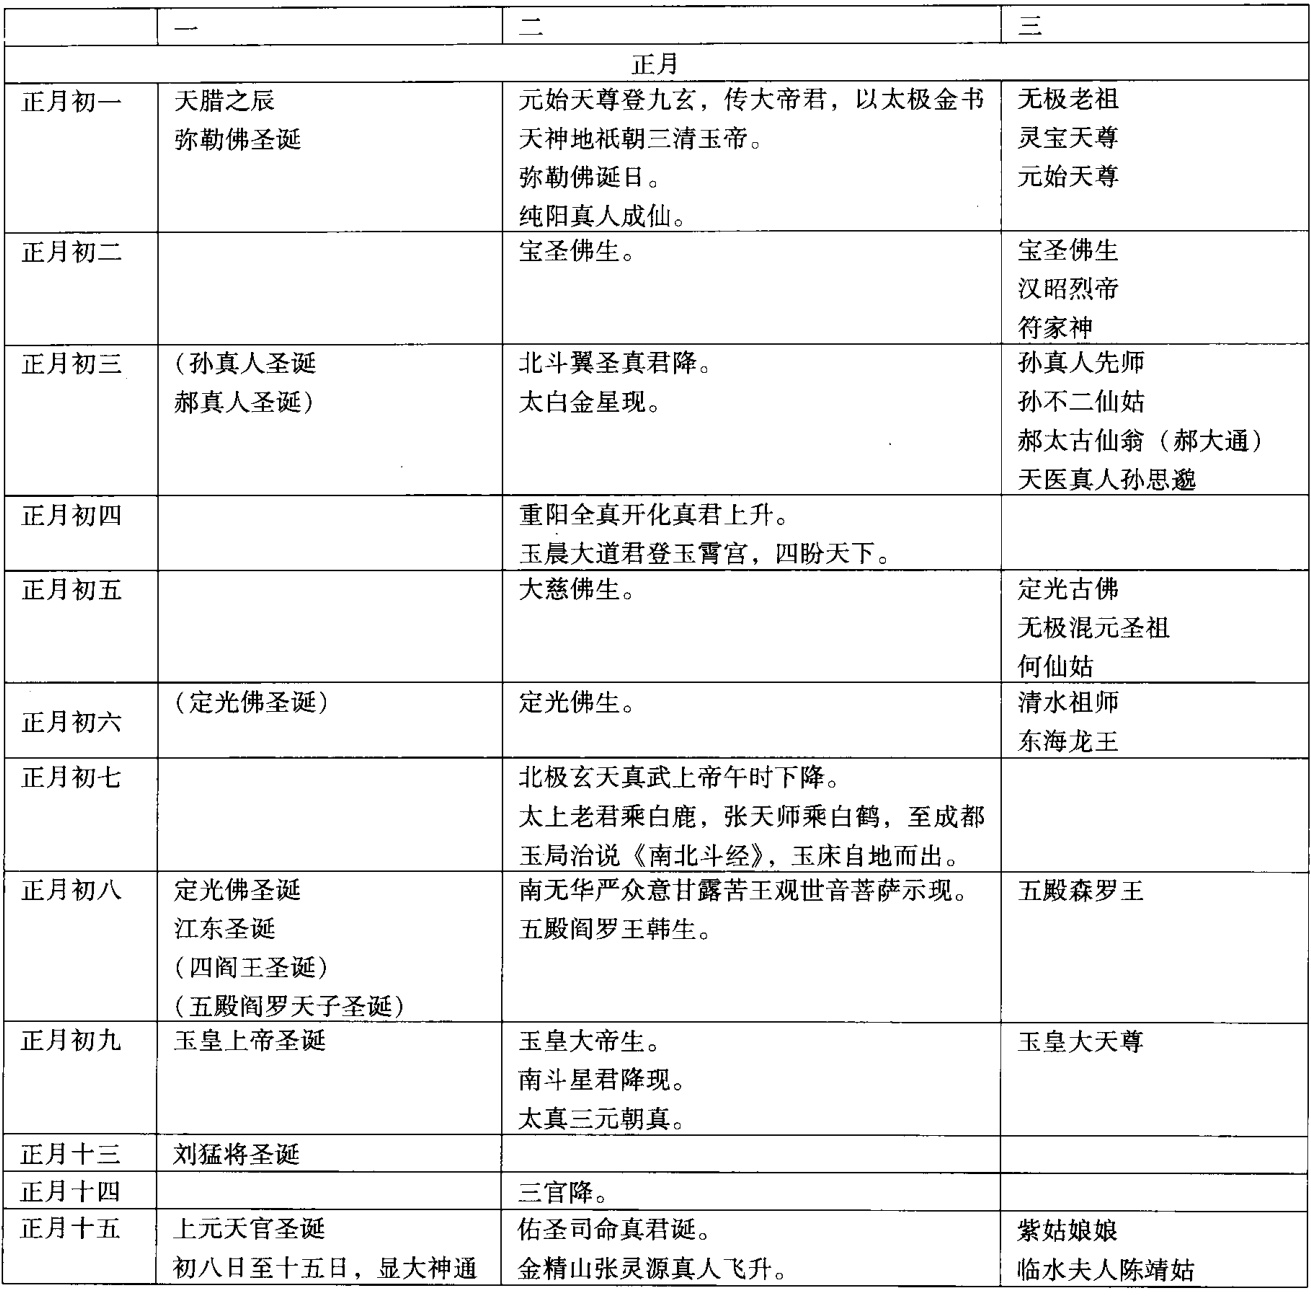 一 二 三
正月
正月初一 天腊之辰 元始天尊登九玄，传大帝君，以太极金书 无极老祖
弥勒佛圣诞 天神地祇朝三清玉帝。 灵宝天尊
弥勒佛诞日。 元始天尊
纯阳真人成仙。
正月初二 宝圣佛生。 宝圣佛生
汉昭烈帝
符家神
正月初三 （孙真人圣诞 北斗翼圣真君降。 孙真人先师
郝真人圣诞） 太白金星现。 孙不二仙姑
郝太古仙翁（郝大通）
天医真人孙思邈
正月初四 重阳全真开化真君上升。
玉晨大道君登玉霄宫，四盼天下。
正月初五 大慈佛生。 定光古佛
无极混元圣祖
何仙姑
正月初六 （定光佛圣诞） 定光佛生。 清水祖师
东海龙王
正月初七 北极玄天真武上帝午时下降。
太上老君乘白鹿，张天师乘白鹤，至成都
玉局治说《南北斗经》，玉床自地而出。
正月初八 定光佛圣诞 南无华严众意甘露苦王观世音菩萨示现。 五殿森罗王
江东圣诞 五殿阎罗王韩生。
（四阎王圣诞）
（五殿阎罗天子圣诞）
正月初九 玉皇上帝圣诞 玉皇大帝生。 玉皇大天尊
南斗星君降现。
太真三元朝真。
正月十三 刘猛将圣诞
正月十四 三官降。
正月十五 上元天官圣诞 佑圣司命真君诞。 紫姑娘娘
初八日至十五日，显大神通 金精山张灵源真人飞升。 临水夫人陈靖姑